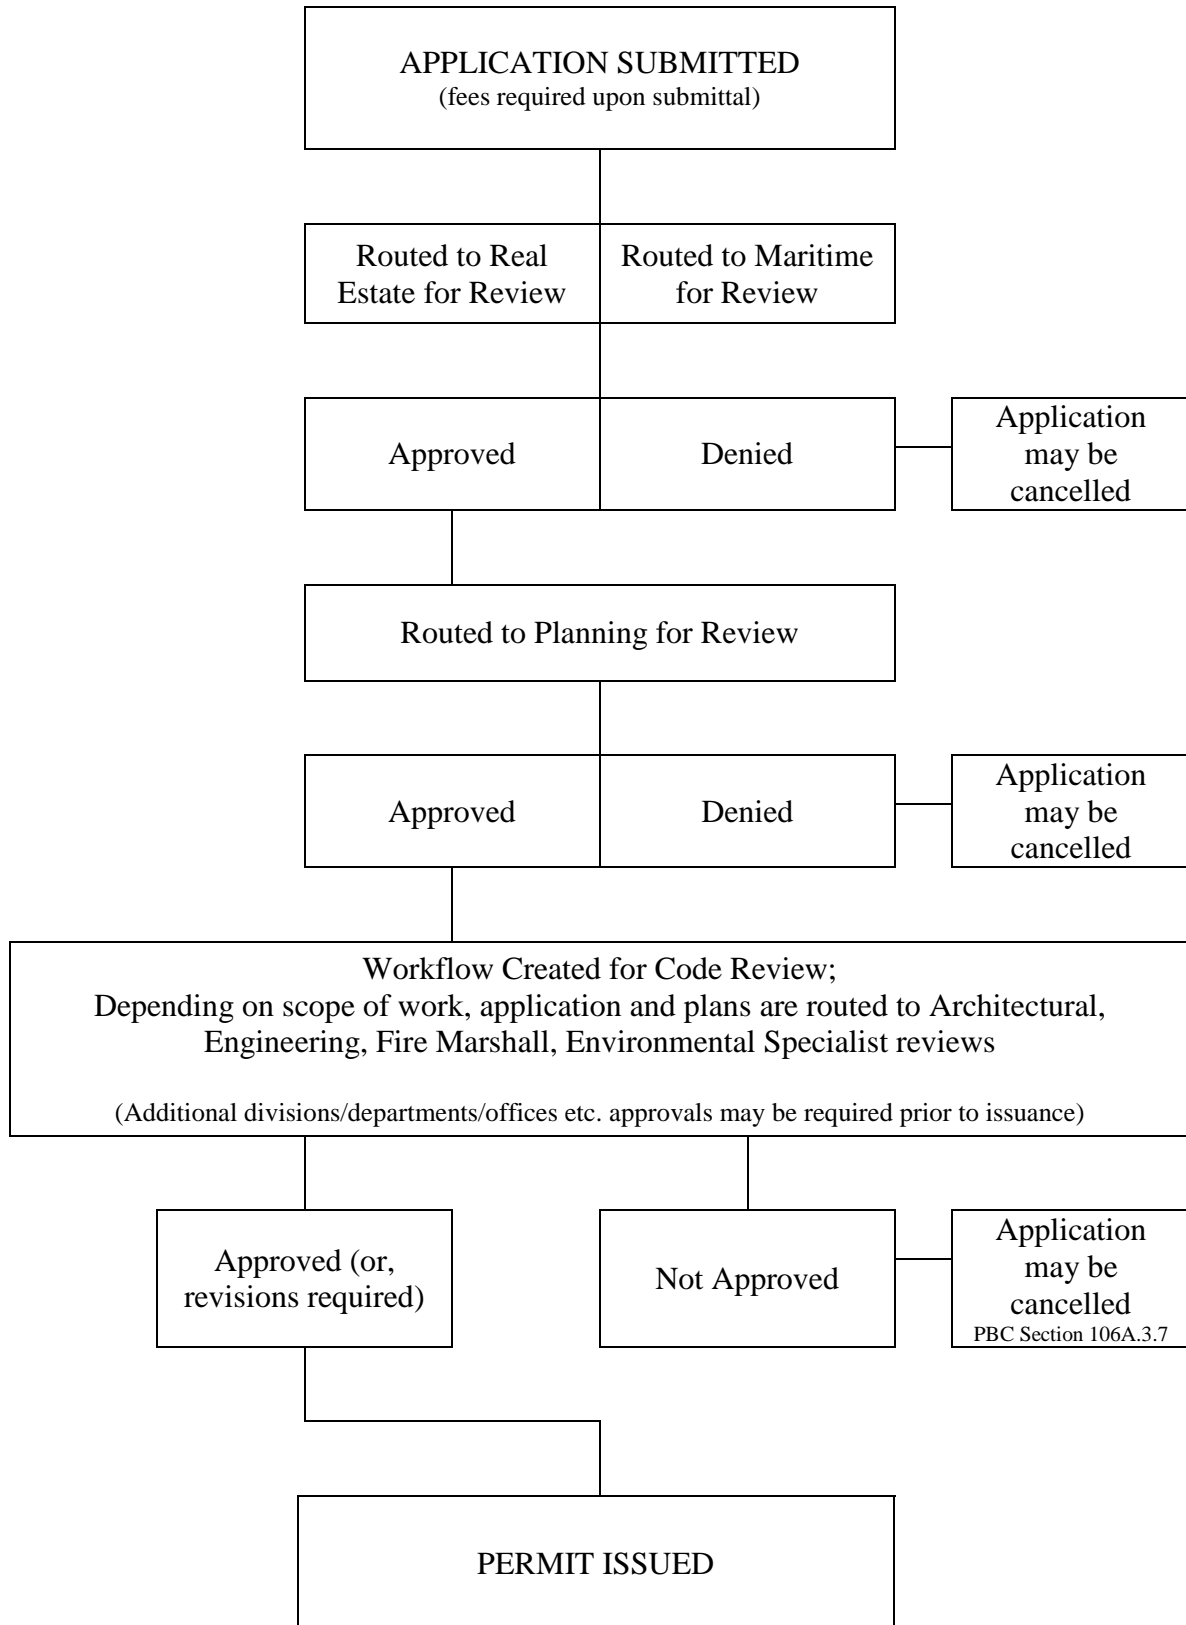 APPLICATION SUBMITTED
(fees required upon submittal)
Routed to Real
Estate for Review
Routed to Maritime
for Review
Approved
Denied
Application
may be
cancelled
Routed to Planning for Review
Approved
Denied
Application
may be
cancelled
Workflow Created for Code Review;
Depending on scope of work, application and plans are routed to Architectural,
Engineering, Fire Marshall, Environmental Specialist reviews
(Additional divisions/departments/offices etc. approvals may be required prior to issuance)
Approved (or,
revisions required)
Not Approved
Application
may be
cancelled
PBC Section 106A.3.7
PERMIT ISSUED